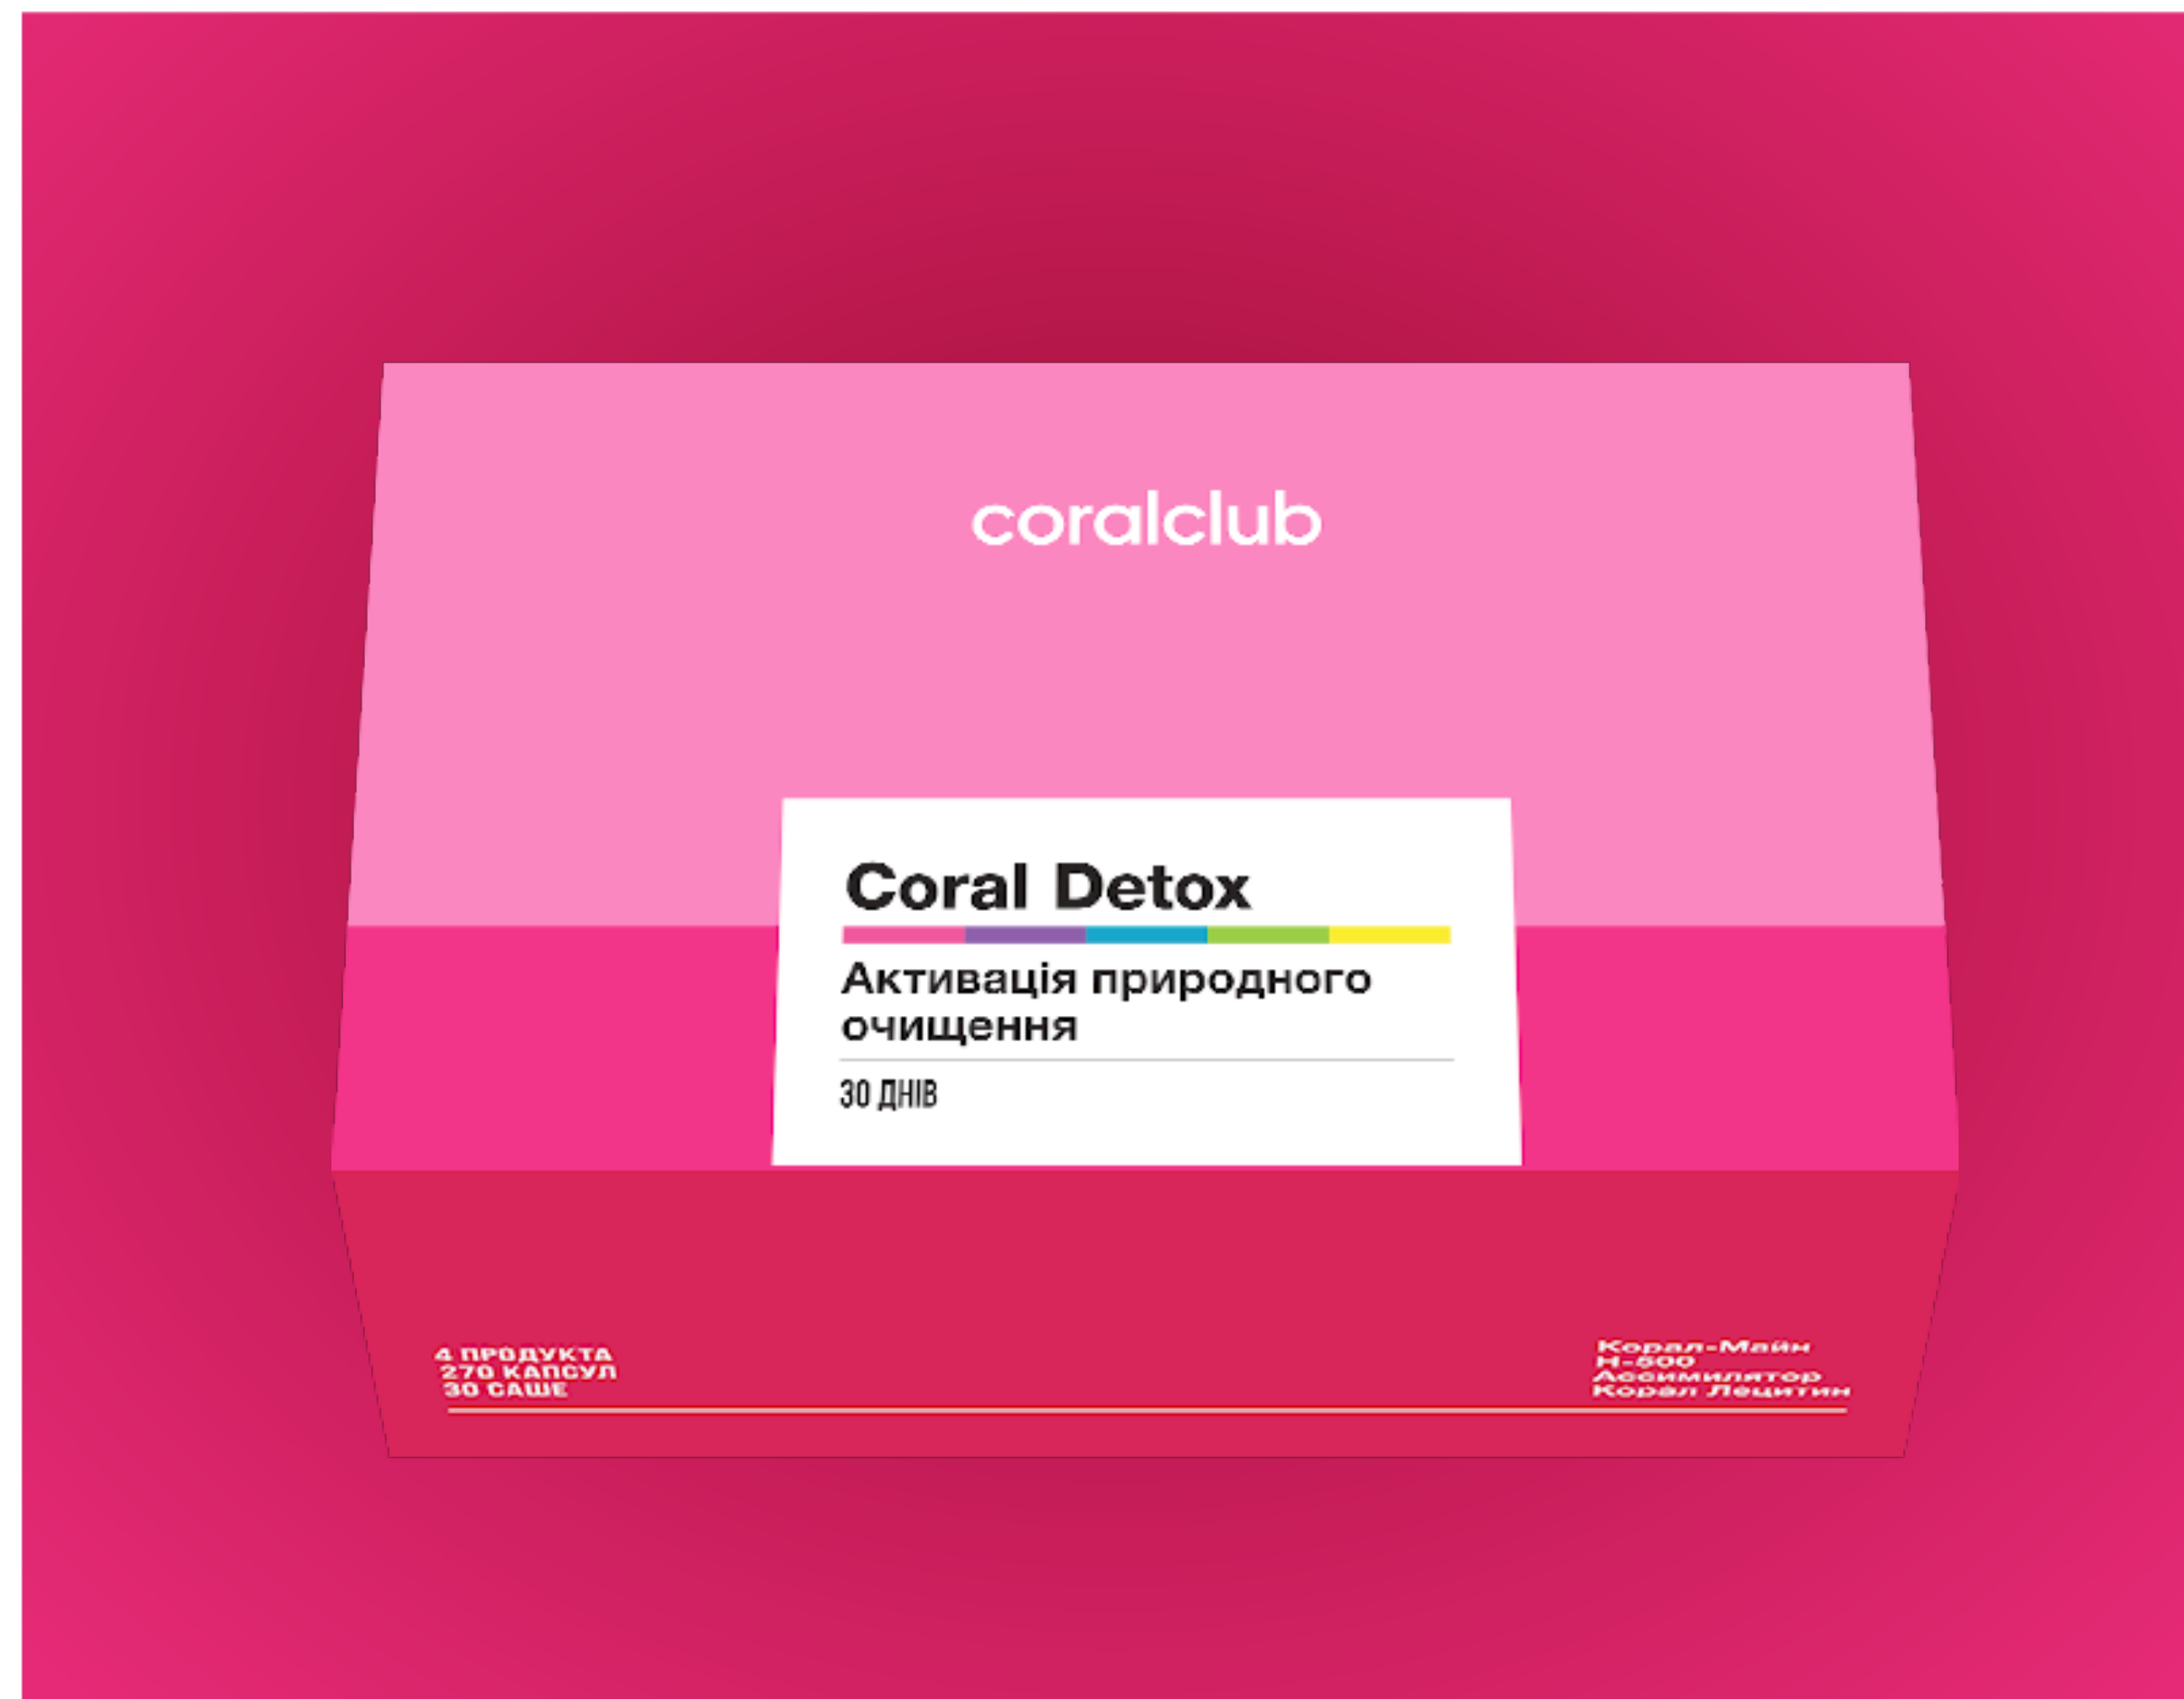 coralclub
Coral Detox
Активація природного
очищення
30 ДНІВ
4 ПРОДУКТА
270 КАПСУЛ
30 САШЕ
Корал-Майн
Н-500
Ассимилятор
Корал Лецитин